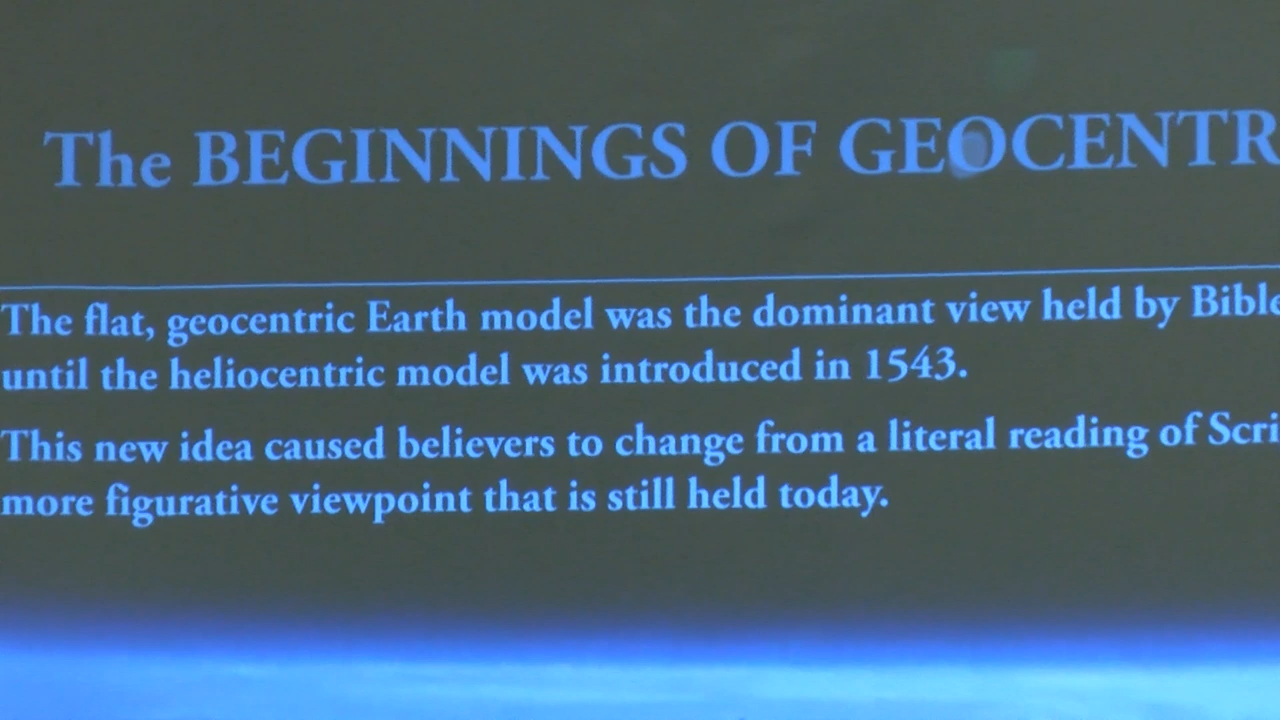 The BEGINNINGS OF GEOCENTR
The flat, geocentric Earth model was the dominant view held by Bible
until the heliocentric model was introduced in 1543.
This new idea caused believers to change from a literal reading of Scri
more figurative viewpoint that is still held today.